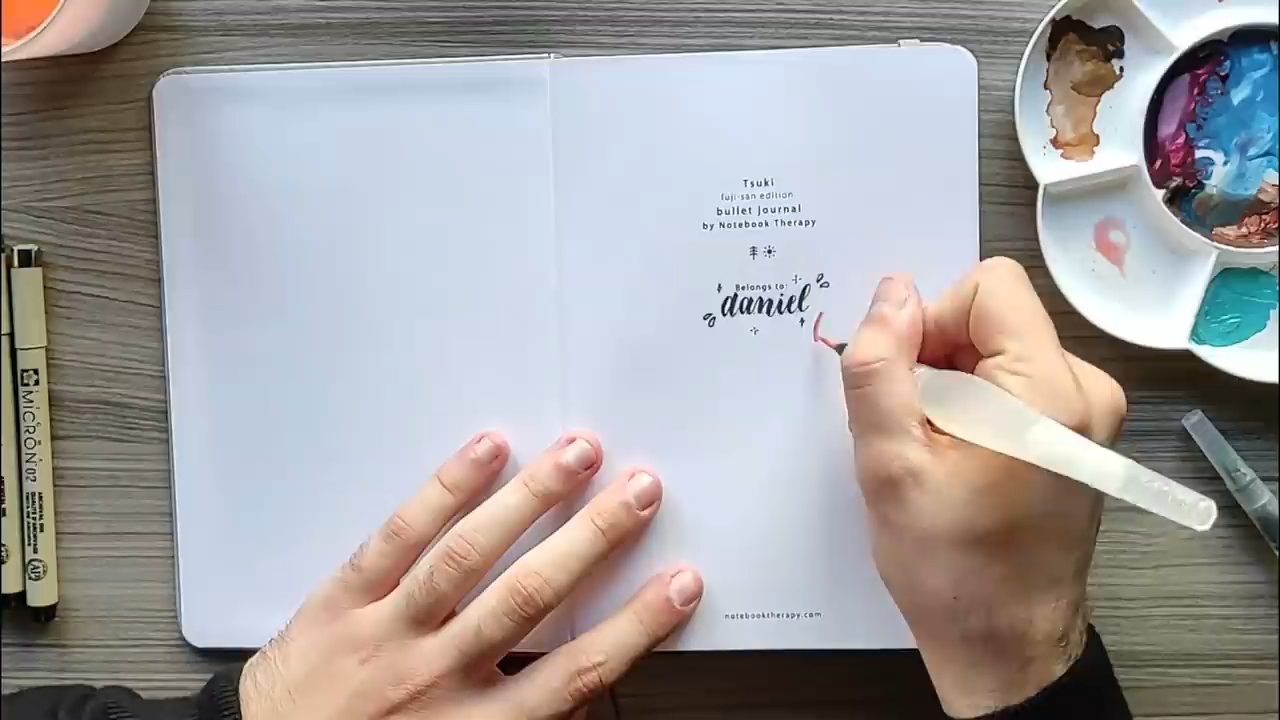 Tsuki
fuji-san edition
bullet journal
by Notebook Therapy
Belongs to:
daniel
notebooktherapy.com
MICRON 02